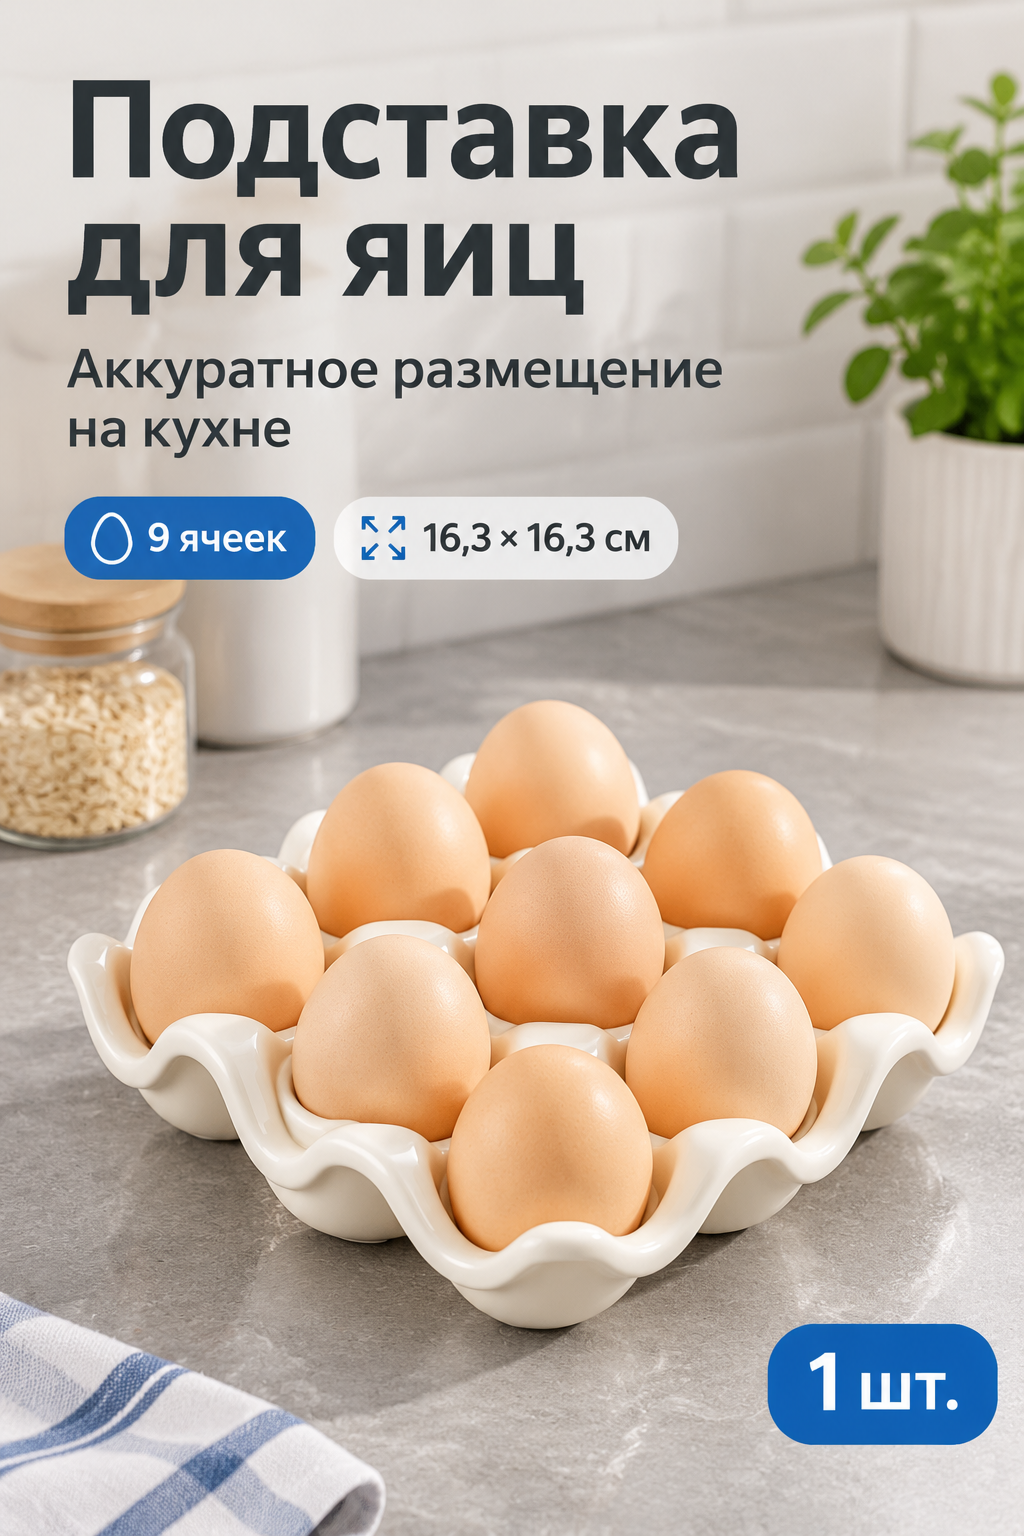 Подставка
для яиц
Аккуратное размещение
на кухне
9 ячеек
16,3 × 16,3 см
1 шт.